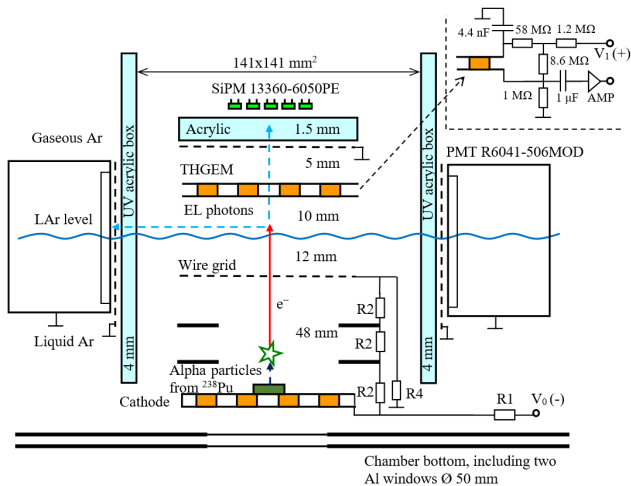 4.4 nF
58 MΩ
1.2 MΩ
V₁ (+)
8.6 MΩ
1 MΩ
1 µF
AMP
141x141 mm²
SiPM 13360-6050PE
Acrylic
1.5 mm
Gaseous Ar
UV acrylic box
5 mm
UV acrylic box
PMT R6041-506MOD
THGEM
EL photons
10 mm
LAr level
12 mm
Wire grid
e⁻
R2
48 mm
R2
Liquid Ar
4 mm
4 mm
Alpha particles
from ²³⁸Pu
R2
R4
Cathode
R1
V₀ (-)
Chamber bottom, including two
Al windows Ø 50 mm